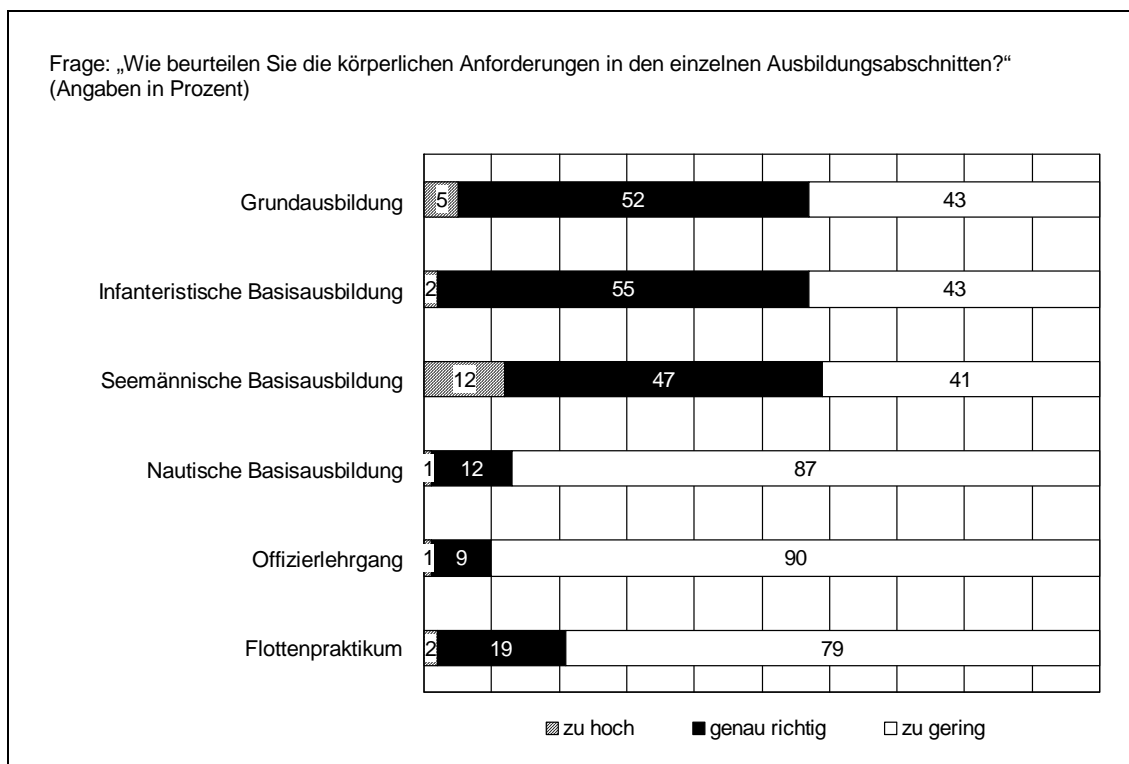 Frage: „Wie beurteilen Sie die körperlichen Anforderungen in den einzelnen Ausbildungsabschnitten?“
(Angaben in Prozent)
Grundausbildung 5 52 43
Infanteristische Basisausbildung 2 55 43
Seemännische Basisausbildung 12 47 41
Nautische Basisausbildung 1 12 87
Offizierlehrgang 1 9 90
Flottenpraktikum 2 19 79
zu hoch genau richtig zu gering